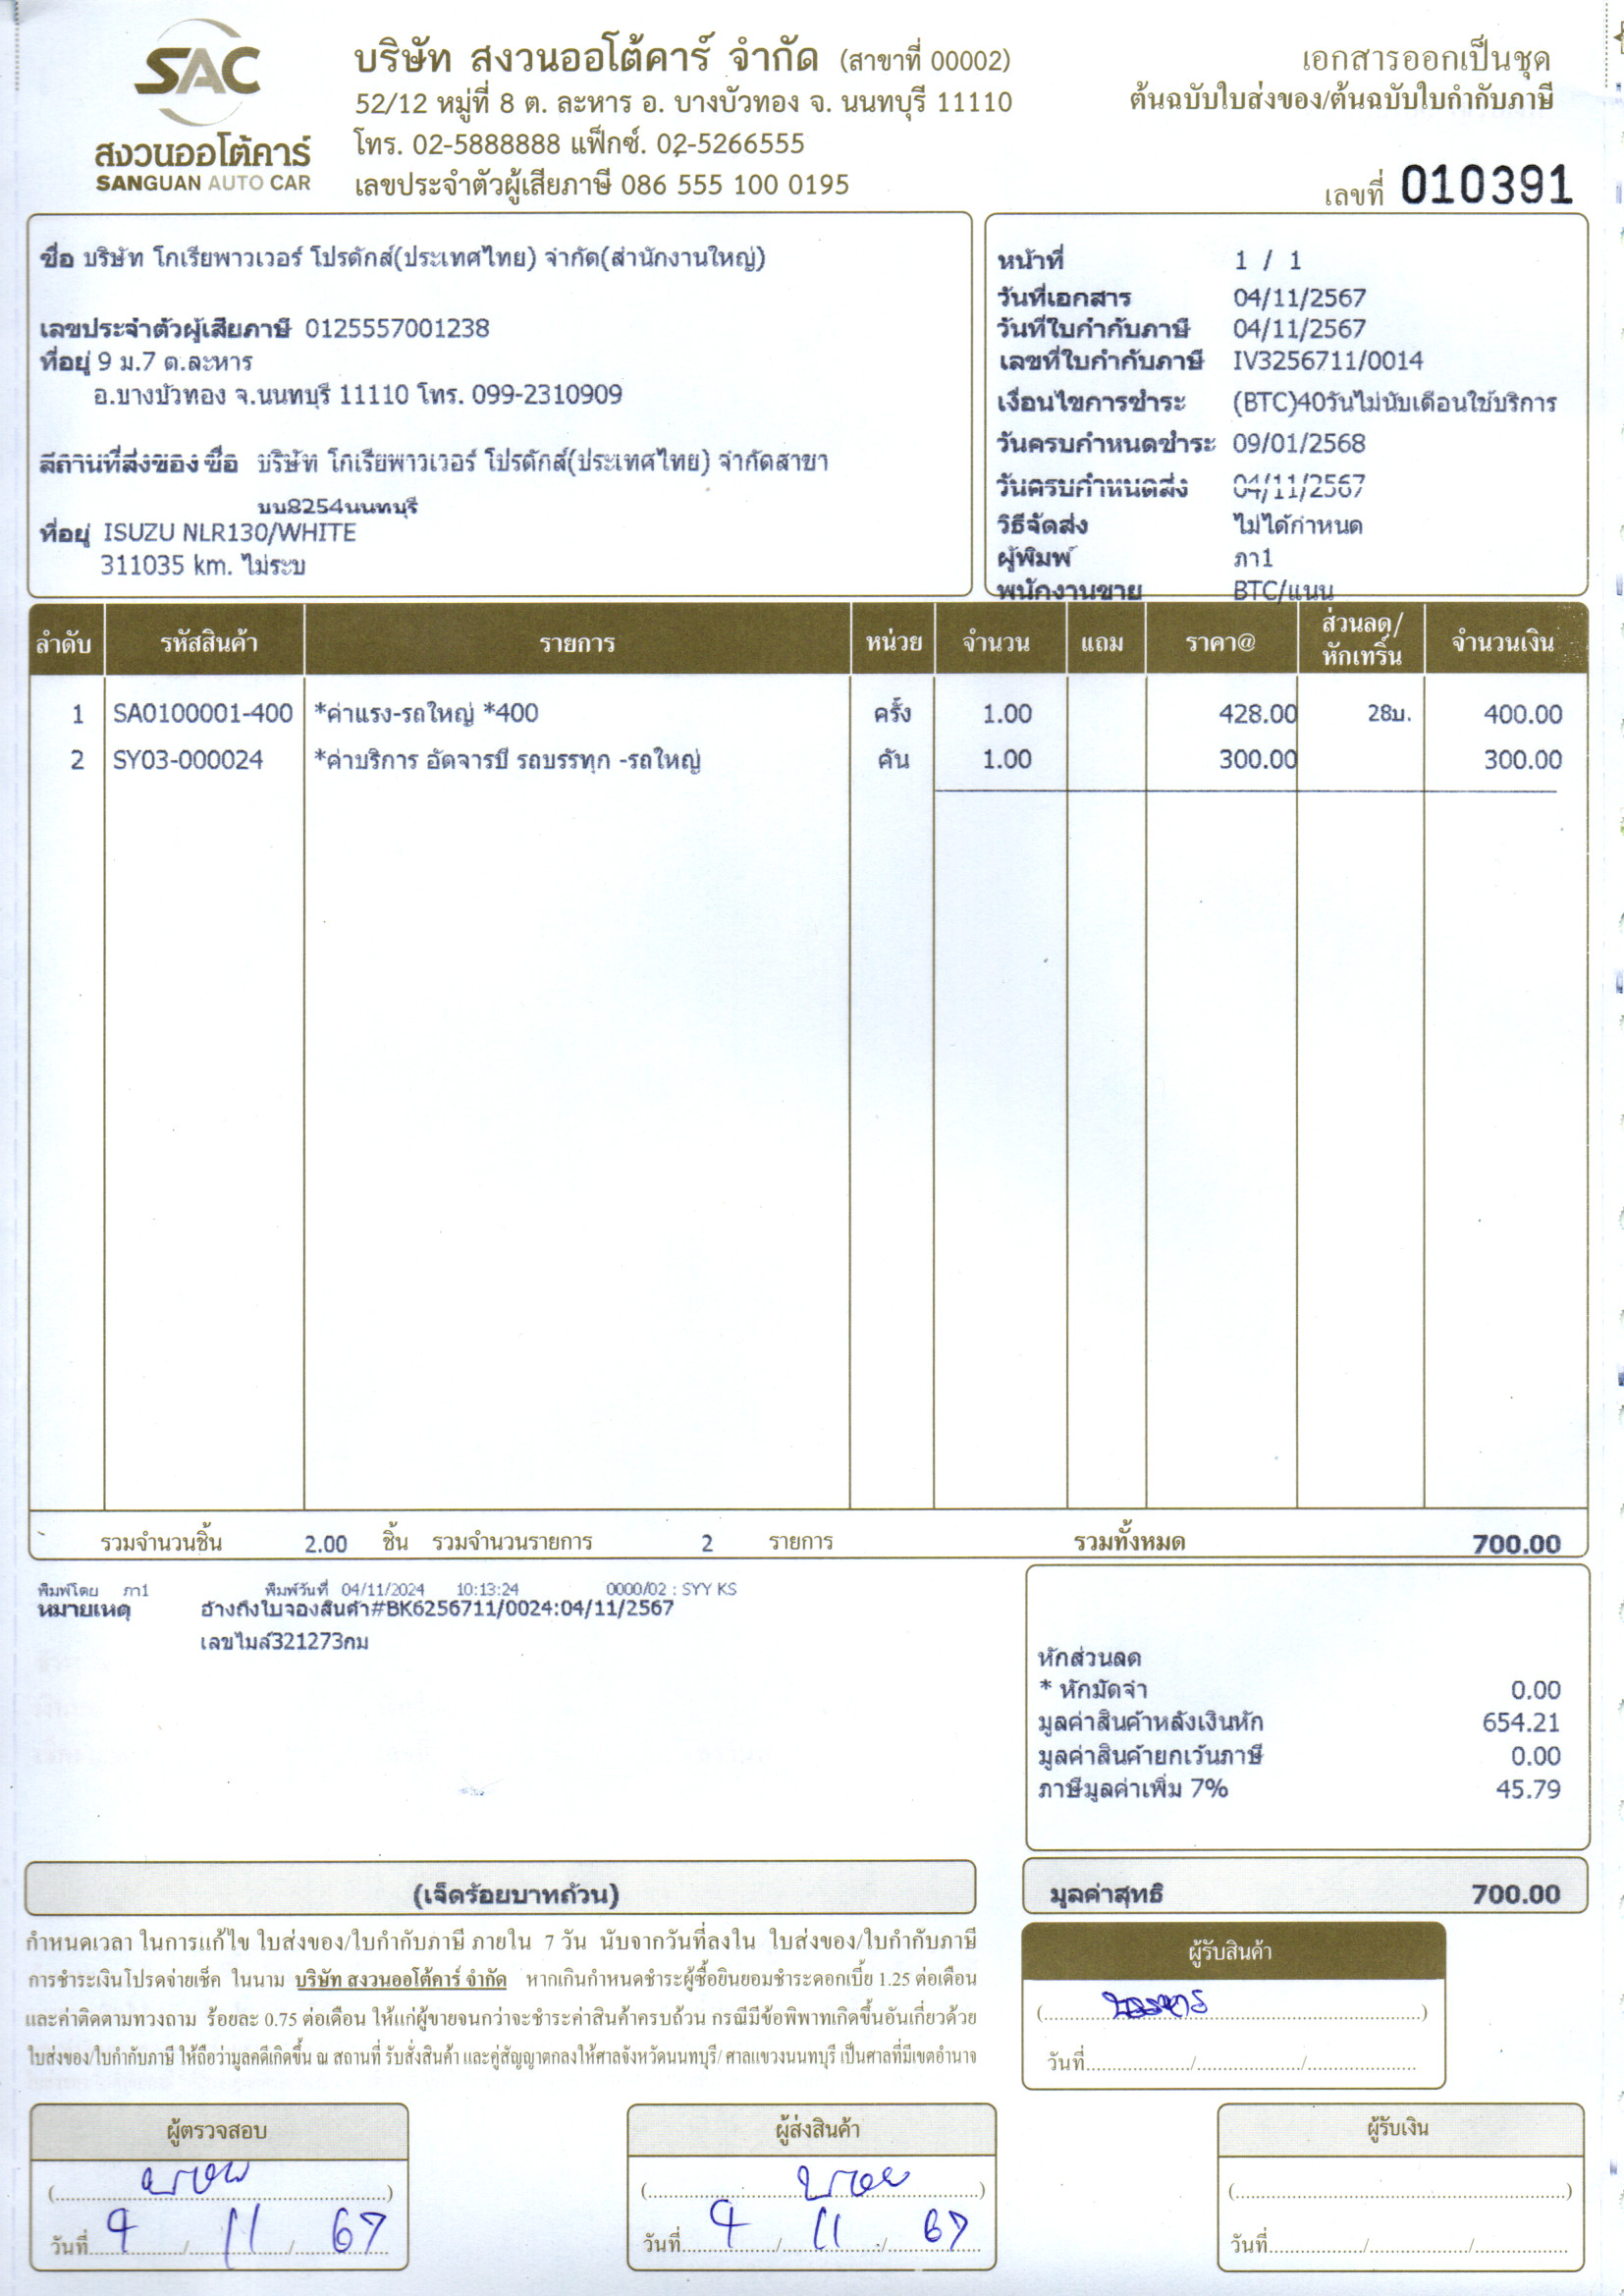 SAC
สงวนออโต้คาร์
SANGUAN AUTO CAR
บริษัท สงวนออโต้คาร์ จำกัด (สาขาที่ 00002)
52/12 หมู่ที่ 8 ต. ละหาร อ. บางบัวทอง จ. นนทบุรี 11110
โทร. 02-5888888 แฟ็กซ์. 02-5266555
เลขประจำตัวผู้เสียภาษี 086 555 100 0195
เอกสารออกเป็นชุด
ต้นฉบับใบส่งของ/ต้นฉบับใบกำกับภาษี
เลขที่ 010391
ชื่อ บริษัท โกเรียพาวเวอร์ โปรดักส์(ประเทศไทย) จำกัด(สำนักงานใหญ่)
เลขประจำตัวผู้เสียภาษี 0125557001238
ที่อยู่ 9 ม.7 ต.ละหาร
อ.บางบัวทอง จ.นนทบุรี 11110 โทร. 099-2310909
สถานที่ส่งของ ชื่อ บริษัท โกเรียพาวเวอร์ โปรดักส์(ประเทศไทย) จำกัดสาขา
บบ8254นนทบุรี
ที่อยู่ ISUZU NLR130/WHITE
311035 km. ไม่ระบ
หน้าที่ 1 / 1
วันที่เอกสาร 04/11/2567
วันที่ใบกำกับภาษี 04/11/2567
เลขที่ใบกำกับภาษี IV3256711/0014
เงื่อนไขการชำระ (BTC)40วันไม่นับเดือนใช้บริการ
วันครบกำหนดชำระ 09/01/2568
วันครบกำหนดส่ง 04/11/2567
วิธีจัดส่ง ไม่ได้กำหนด
ผู้พิมพ์ ภา1
พนักงานขาย BTC/แนน
ลำดับ รหัสสินค้า รายการ หน่วย จำนวน แถม ราคา@ ส่วนลด/หักเทริ์น จำนวนเงิน
1 SA0100001-400 *ค่าแรง-รถใหญ่ *400 ครั้ง 1.00 428.00 28บ. 400.00
2 SY03-000024 *ค่าบริการ อัดจารบี รถบรรทุก -รถใหญ่ คัน 1.00 300.00 300.00
รวมจำนวนชิ้น 2.00 ชิ้น รวมจำนวนรายการ 2 รายการ รวมทั้งหมด 700.00
พิมพ์โดย ภา1 พิมพ์วันที่ 04/11/2024 10:13:24 0000/02 : SYY KS
หมายเหตุ อ้างถึงใบจองสินค้า#BK6256711/0024:04/11/2567
เลขไมล์321273กม
หักส่วนลด
* หักมัดจำ 0.00
มูลค่าสินค้าหลังเงินหัก 654.21
มูลค่าสินค้ายกเว้นภาษี 0.00
ภาษีมูลค่าเพิ่ม 7% 45.79
(เจ็ดร้อยบาทถ้วน)
มูลค่าสุทธิ 700.00
กำหนดเวลา ในการแก้ไข ใบส่งของ/ใบกำกับภาษี ภายใน 7 วัน นับจากวันที่ลงใน ใบส่งของ/ใบกำกับภาษี
การชำระเงินโปรดจ่ายเช็ค ในนาม บริษัท สงวนออโต้คาร์ จำกัด หากเกินกำหนดชำระผู้ซื้อยินยอมชำระดอกเบี้ย 1.25 ต่อเดือน
และค่าติดตามทวงถาม ร้อยละ 0.75 ต่อเดือน ให้แก่ผู้ขายจนกว่าจะชำระค่าสินค้าครบถ้วน กรณีมีข้อพิพาทเกิดขึ้นอันเกี่ยวด้วย
ใบส่งของ/ใบกำกับภาษี ให้ถือว่ามูลคดีเกิดขึ้น ณ สถานที่ รับสั่งสินค้า และคู่สัญญาตกลงให้ศาลจังหวัดนนทบุรี/ ศาลแขวงนนทบุรี เป็นศาลที่มีเขตอำนาจ
ผู้รับสินค้า
วันที่
ผู้ตรวจสอบ
วันที่ 4 / 11 / 67
ผู้ส่งสินค้า
วันที่ 4 / 11 / 67
ผู้รับเงิน
วันที่